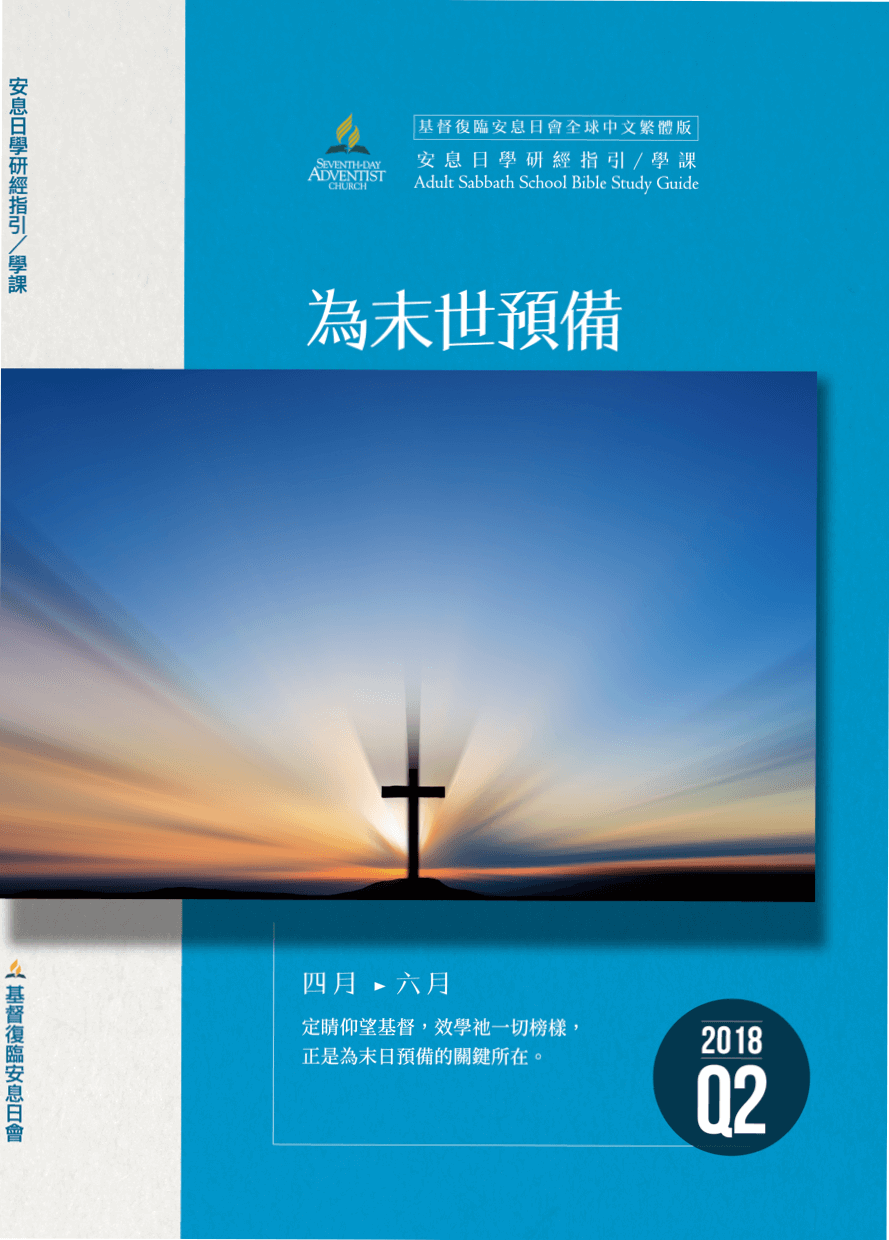 安息日學研經指引／學課
SEVENTH-DAY
ADVENTIST
CHURCH
基督復臨安息日會全球中文繁體版
安息日學研經指引/學課
Adult Sabbath School Bible Study Guide
為末世預備
四月 ► 六月
定睛仰望基督，效學祂一切榜樣，
正是為末日預備的關鍵所在。
2018
Q2
基督復臨安息日會